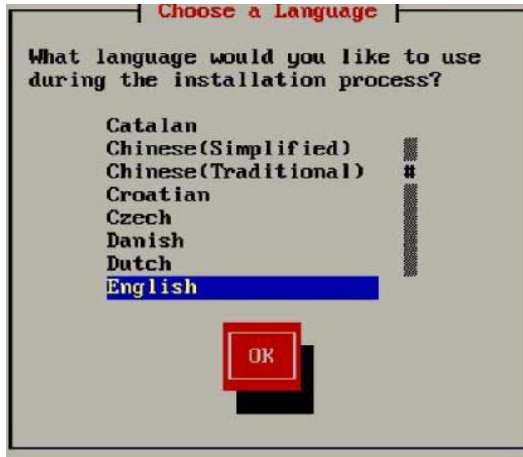 Choose a Language
What language would you like to use
during the installation process?
Catalan
Chinese(Simplified)
Chinese(Traditional) #
Croatian
Czech
Danish
Dutch
English
OK